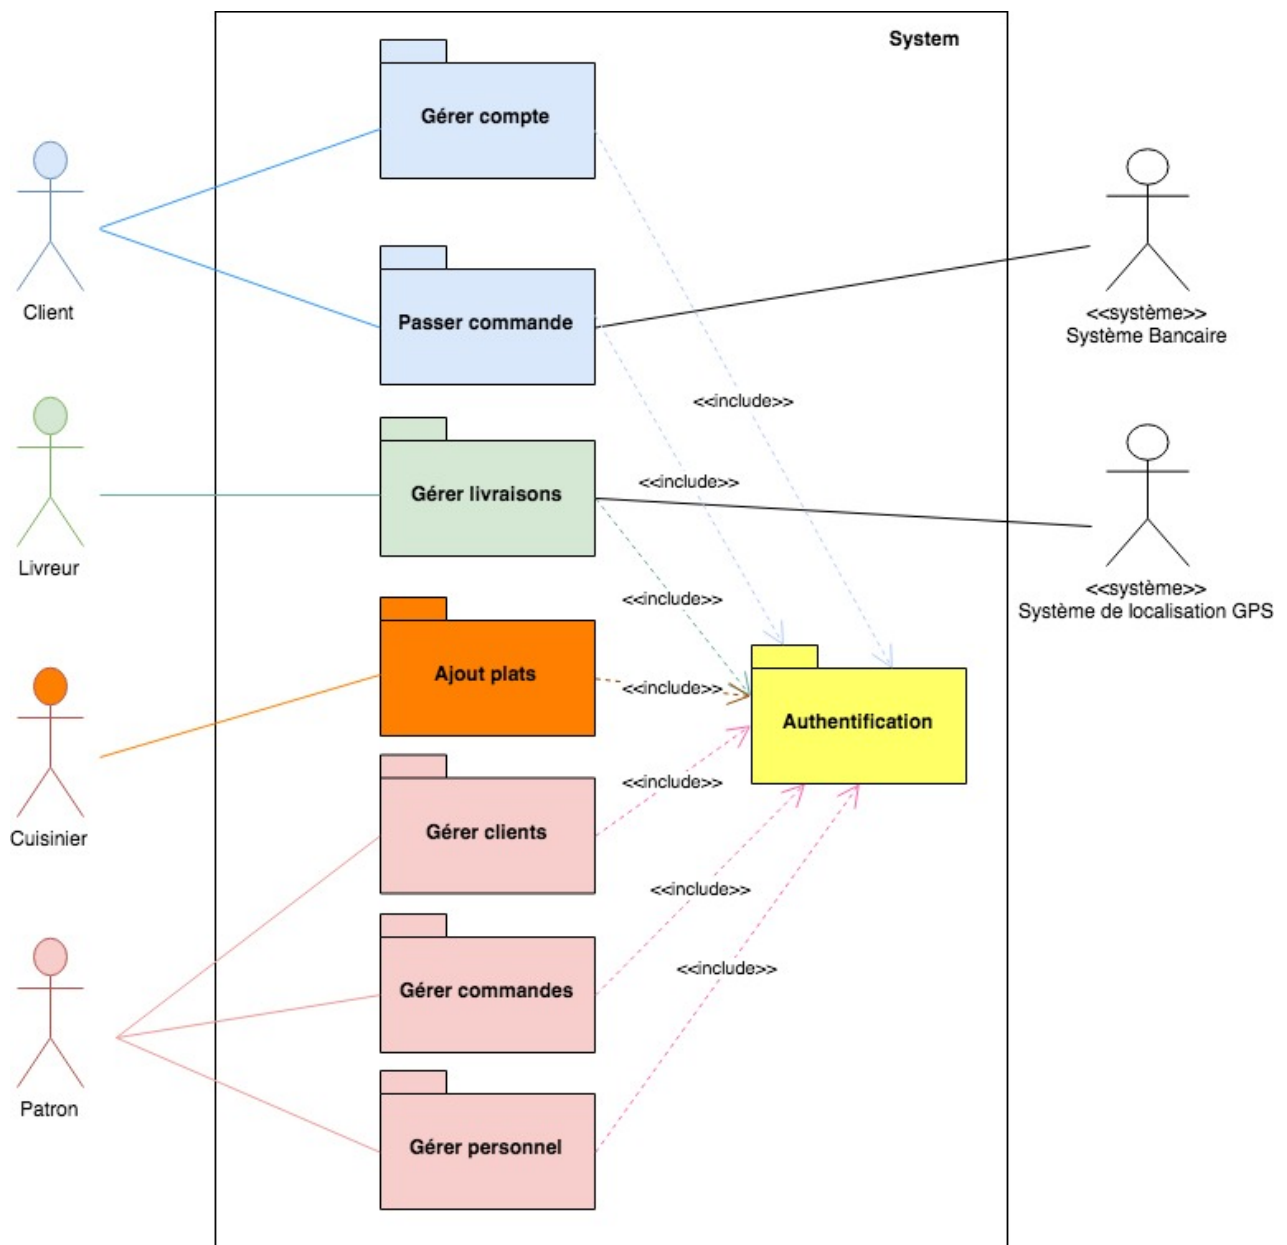 System
Gérer compte
Client
Passer commande
<<système>>
Système Bancaire
<<include>>
Livreur
Gérer livraisons
<<include>>
<<système>>
Système de localisation GPS
<<include>>
Cuisinier
Ajout plats
<<include>>
Authentification
Gérer clients
<<include>>
Patron
Gérer commandes
<<include>>
<<include>>
Gérer personnel